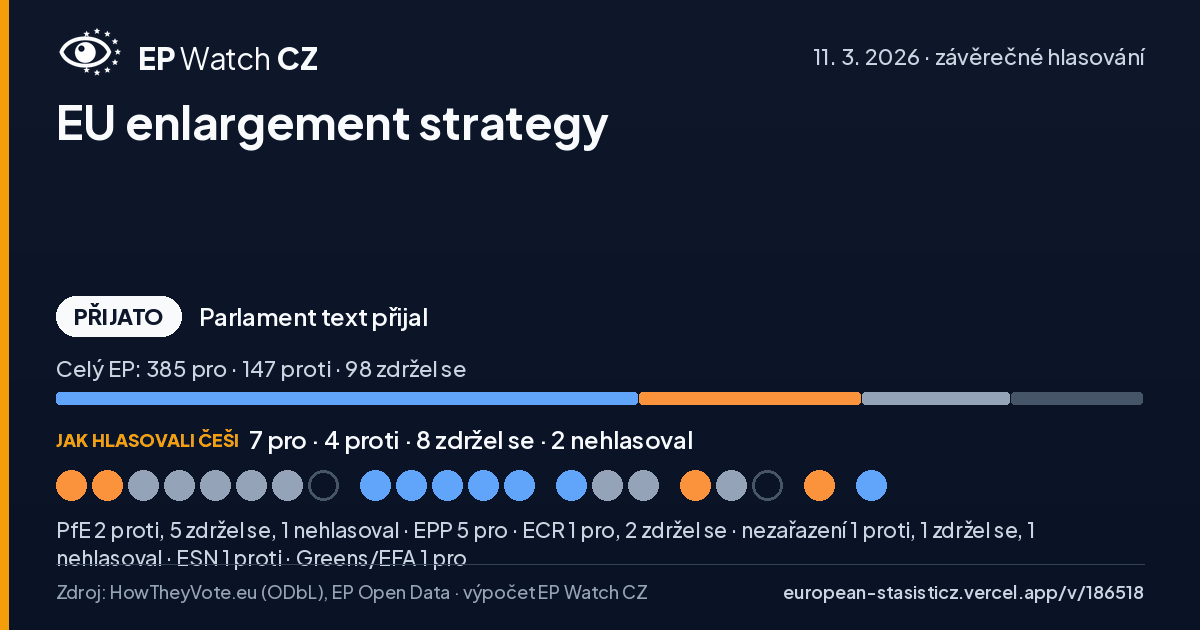 EP Watch CZ
11. 3. 2026 · závěrečné hlasování
EU enlargement strategy
PŘIJATO Parlament text přijal
Celý EP: 385 pro · 147 proti · 98 zdržel se
JAK HLASOVALI ČEŠI 7 pro · 4 proti · 8 zdržel se · 2 nehlasoval
PfE 2 proti, 5 zdržel se, 1 nehlasoval · EPP 5 pro · ECR 1 pro, 2 zdržel se · nezařazení 1 proti, 1 zdržel se, 1
nehlasoval · ESN 1 proti · Greens/EFA 1 pro
Zdroj: HowTheyVote.eu (ODbL), EP Open Data · výpočet EP Watch CZ
european-stasisticz.vercel.app/v/186518